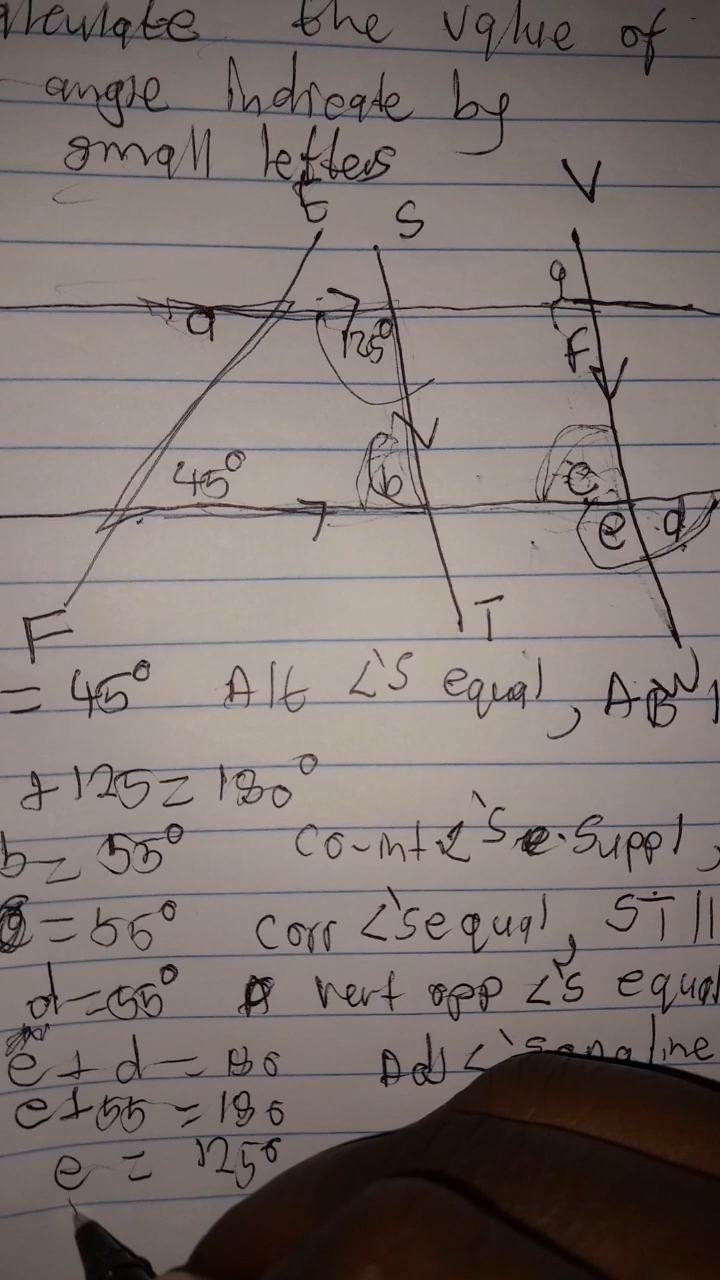 alculate the value of
angle Indicate by
small letters
E S V
a 125° g
f
45° b c
e d
F T W
= 45° Alt <'s equal, AB
+ 125 = 180°
b = 55° co-int <'s suppl,
= 55° corr <'s equal, ST ||
d = 55° vert opp <'s equal
e + d = 180 Adj <'s on a line
e + 55 = 180
e = 125°